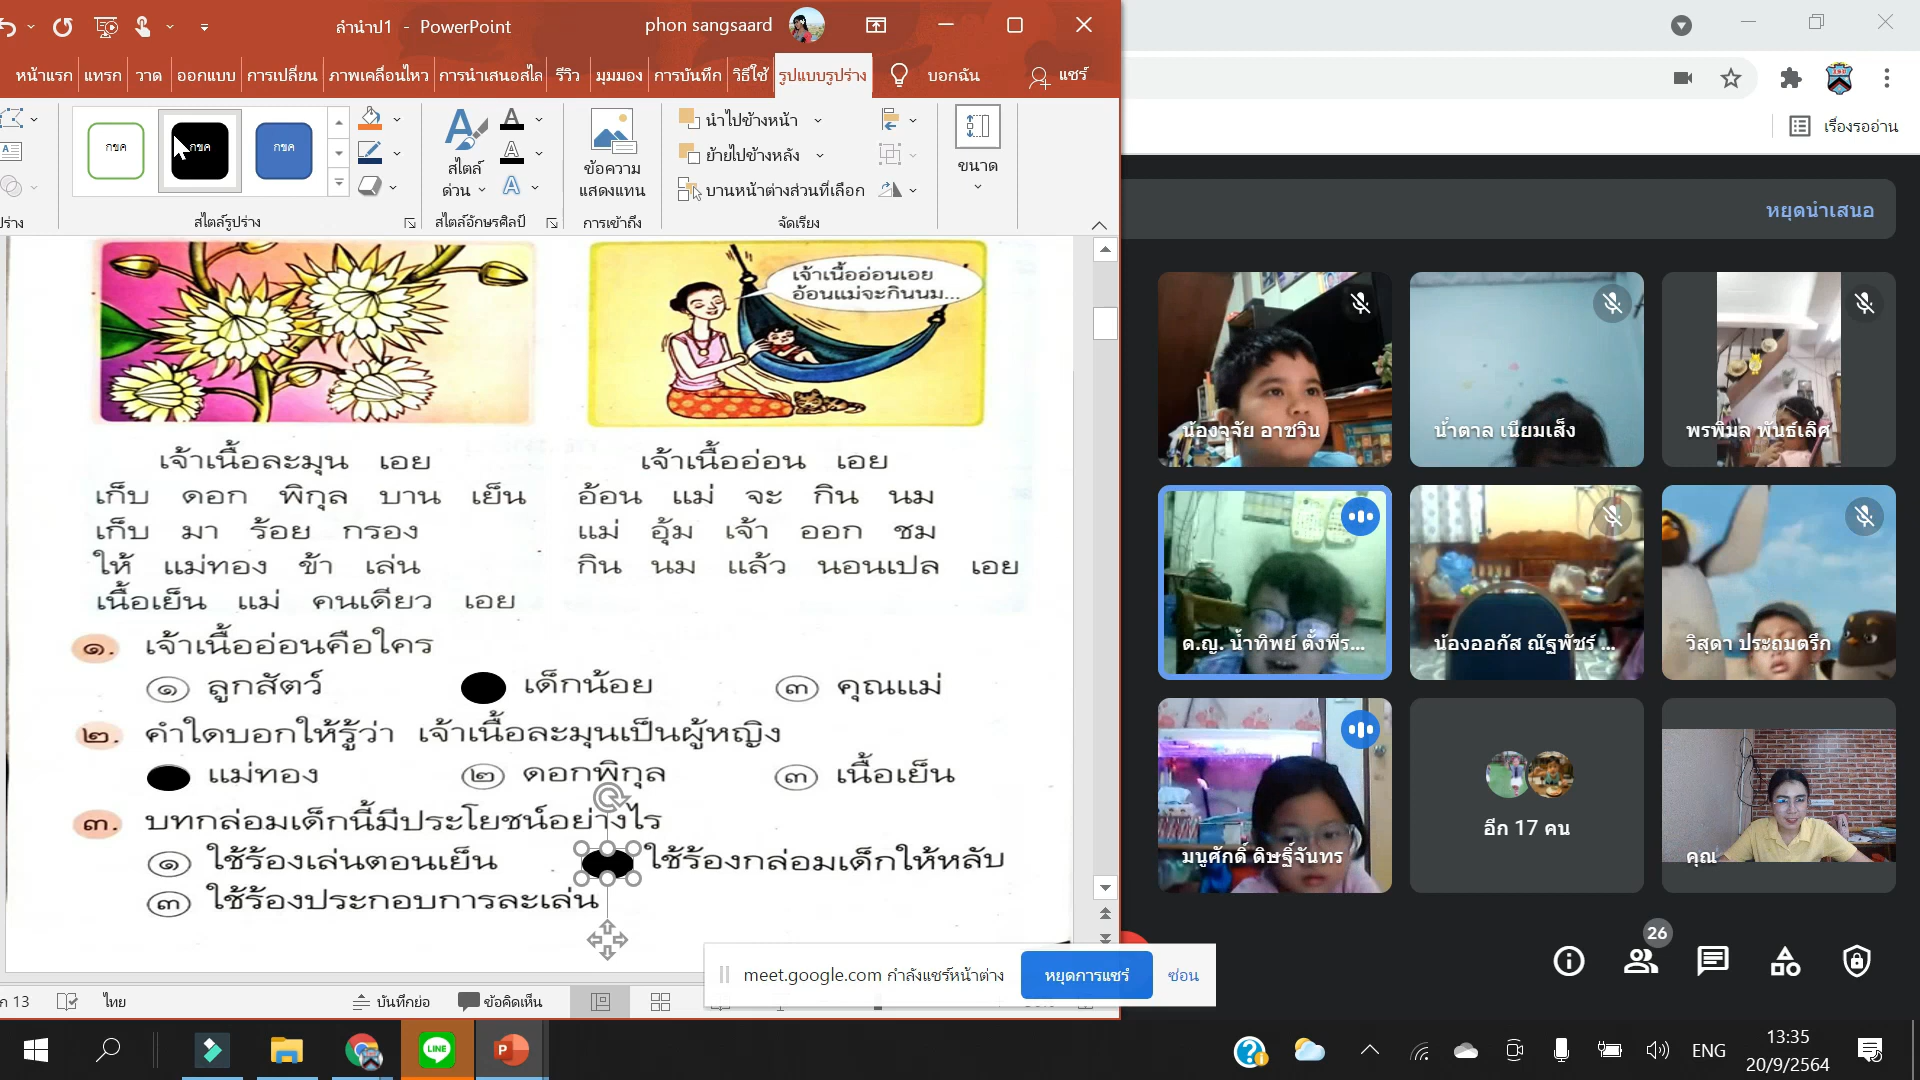 ลำนำป1 - PowerPoint
phon sangsaard
หน้าแรก แทรก วาด ออกแบบ การเปลี่ยน ภาพเคลื่อนไหว การนำเสนอสไล รีวิว มุมมอง การบันทึก วิธีใช้ รูปแบบรูปร่าง บอกฉัน แชร์
กขค กขค กขค
สไตล์
ด่วน
ข้อความ
แสดงแทน
นำไปข้างหน้า
ย้ายไปข้างหลัง
บานหน้าต่างส่วนที่เลือก
ขนาด
ปร่าง
สไตล์รูปร่าง
สไตล์อักษรศิลป์
การเข้าถึง
จัดเรียง
เจ้าเนื้ออ่อนเอย
อ้อนแม่จะกินนม...
เจ้าเนื้อละมุน เอย
เก็บ ดอก พิกุล บาน เย็น
เก็บ มา ร้อย กรอง
ให้ แม่ทอง ข้า เล่น
เนื้อเย็น แม่ คนเดียว เอย
เจ้าเนื้ออ่อน เอย
อ้อน แม่ จะ กิน นม
แม่ อุ้ม เจ้า ออก ชม
กิน นม แล้ว นอนเปล เอย
๑. เจ้าเนื้ออ่อนคือใคร
๑ ลูกสัตว์ เด็กน้อย ๓ คุณแม่
๒. คำใดบอกให้รู้ว่า เจ้าเนื้อละมุนเป็นผู้หญิง
แม่ทอง ๒ ดอกพิกุล ๓ เนื้อเย็น
๓. บทกล่อมเด็กนี้มีประโยชน์อย่างไร
๑ ใช้ร้องเล่นตอนเย็น ใช้ร้องกล่อมเด็กให้หลับ
๓ ใช้ร้องประกอบการละเล่น
meet.google.com กำลังแชร์หน้าต่าง หยุดการแชร์ ซ่อน
ก 13 ไทย บันทึกย่อ ข้อคิดเห็น
เรื่องรออ่าน
หยุดนำเสนอ
น้องจุจัย อาชวิน
น้ำตาล เนียมเส็ง
พรพิมล พันธ์เลิศ
ด.ญ. น้ำทิพย์ ตั้งพีร...
น้องออกัส ณัฐพัชร์ ...
วิสุดา ประถมตรึก
มนูศักดิ์ ดิษฐิ์จันทร
อีก 17 คน
คุณ
26
LINE
ENG
13:35
20/9/2564